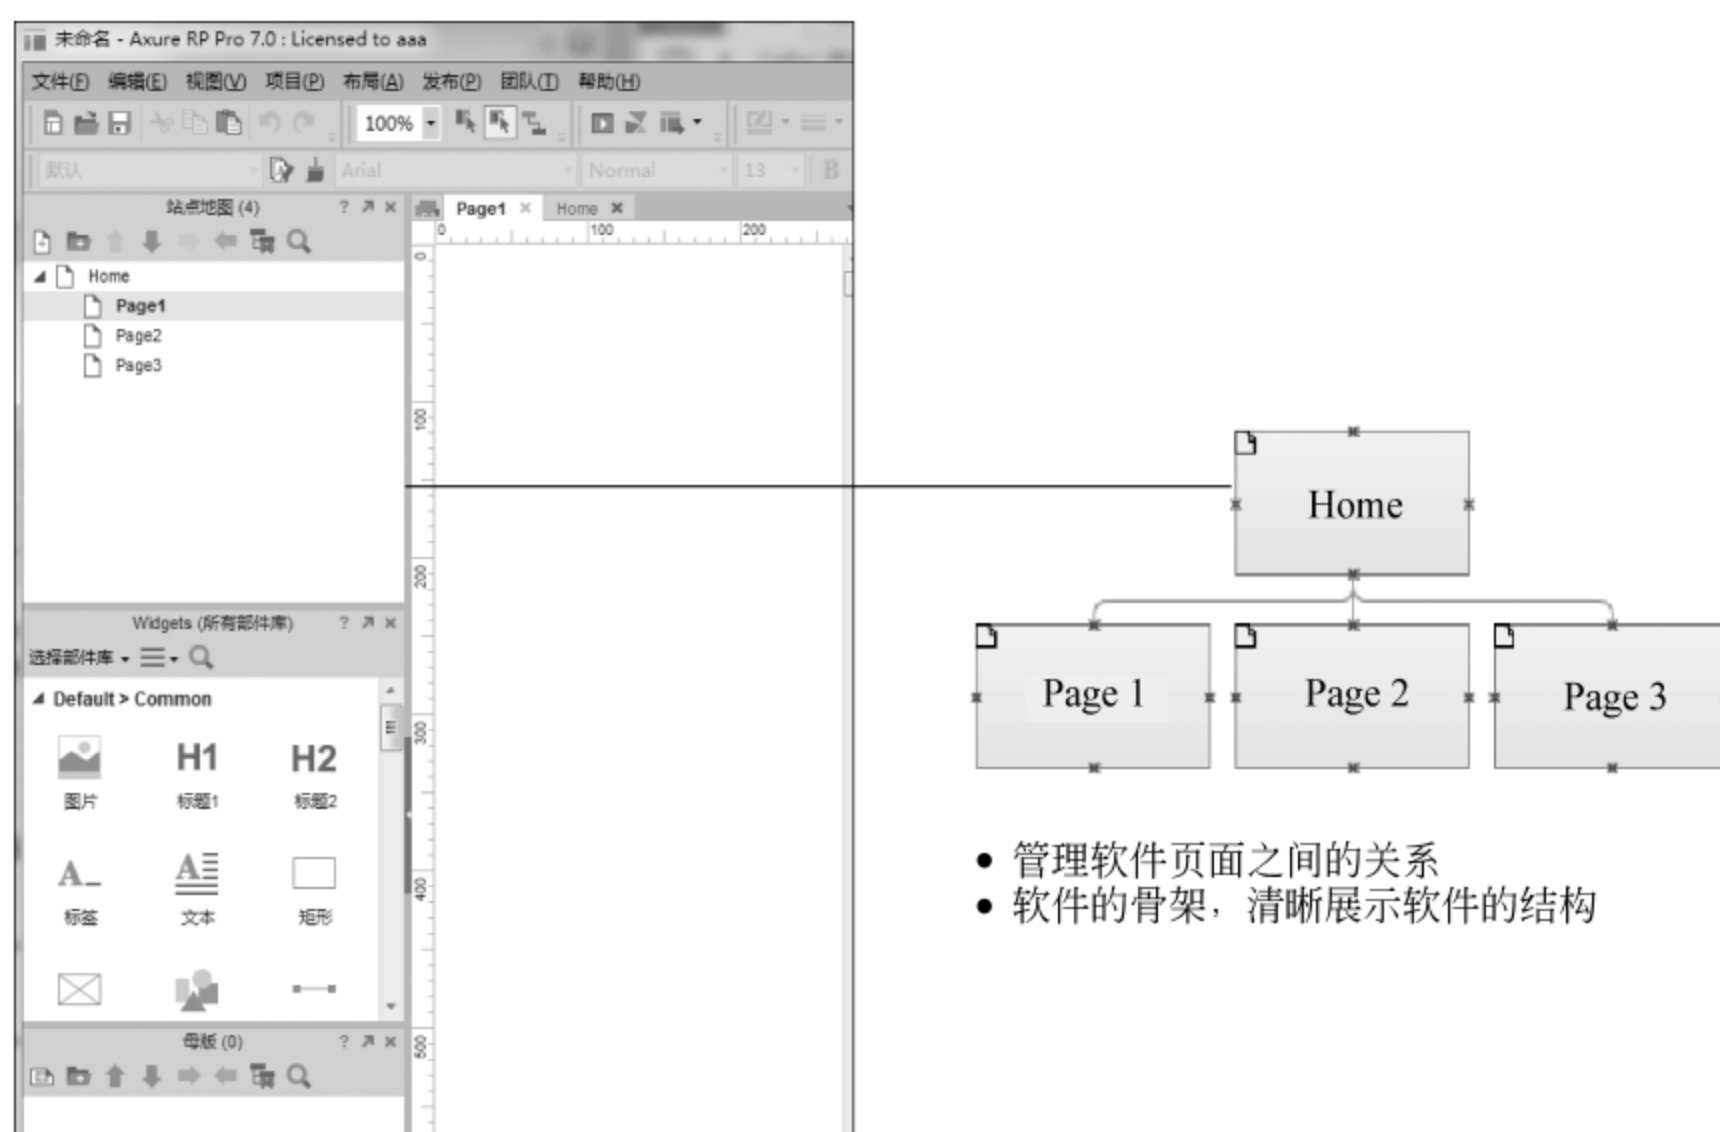 未命名 - Axure RP Pro 7.0 : Licensed to aaa
文件(F) 编辑(E) 视图(V) 项目(P) 布局(A) 发布(P) 团队(T) 帮助(H)
100%
默认 Arial Normal 13 B
站点地图 (4) ?
Page1 Home
0 100 200
Home
Page1
Page2
Page3
0
100
200
300
400
500
Widgets (所有部件库) ?
选择部件库
Default > Common
H1 H2
图片 标题1 标题2
A_ A
标签 文本 矩形
母版 (0) ?
Home
Page 1 Page 2 Page 3
● 管理软件页面之间的关系
● 软件的骨架，清晰展示软件的结构